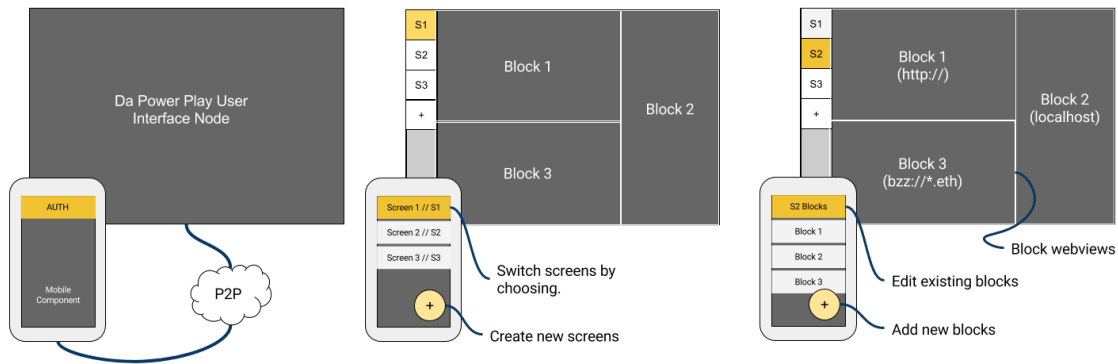 Da Power Play User
Interface Node
AUTH
Mobile
Component
P2P
S1
S2
S3
+
Block 1
Block 2
Block 3
Screen 1 // S1
Screen 2 // S2
Screen 3 // S3
+
Switch screens by
choosing.
Create new screens
S1
S2
S3
+
Block 1
(http://)
Block 2
(localhost)
Block 3
(bzz://*.eth)
S2 Blocks
Block 1
Block 2
Block 3
+
Block webviews
Edit existing blocks
Add new blocks